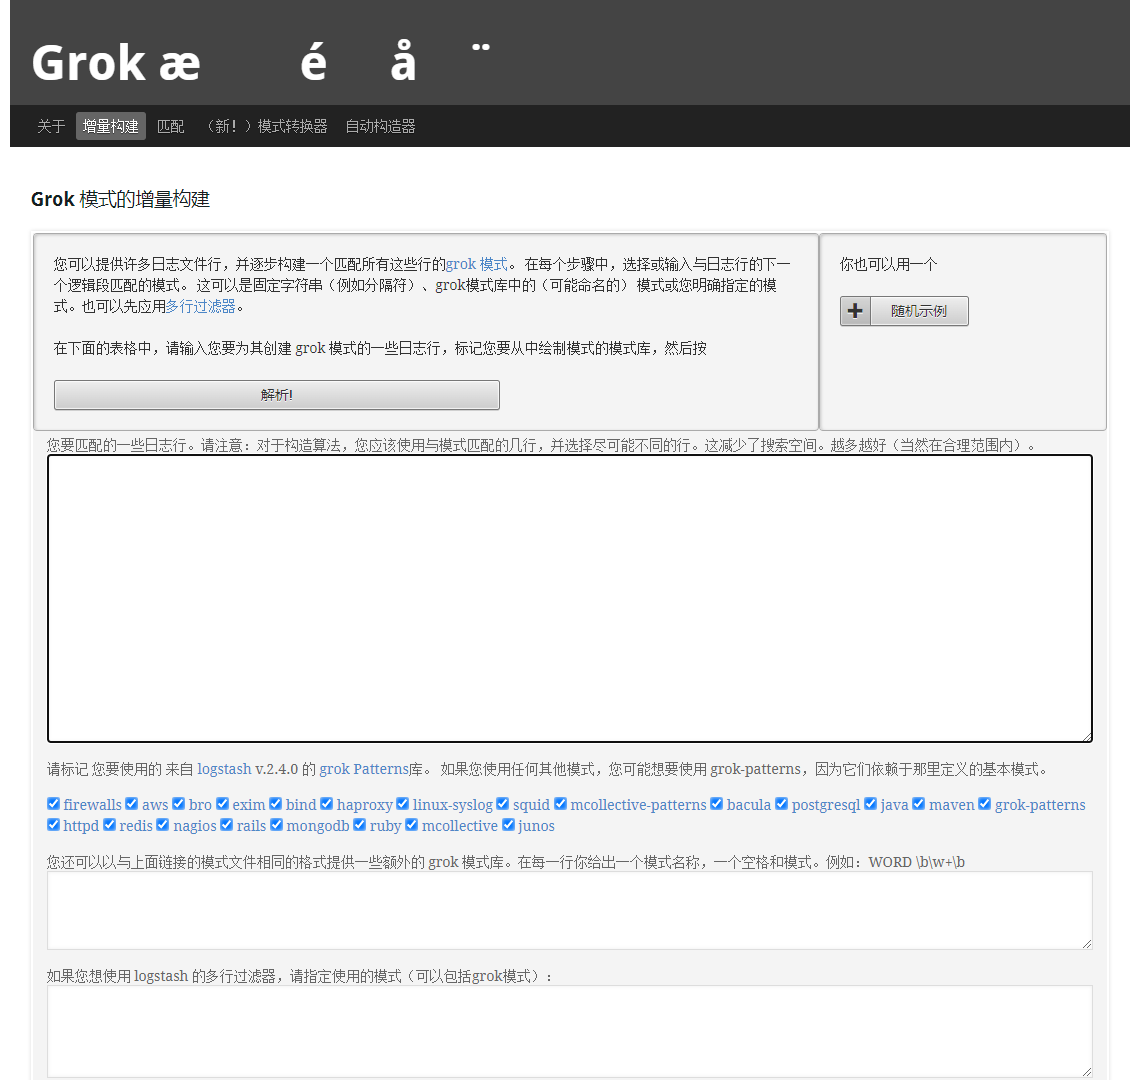 Grok æ é å ¨
关于 增量构建 匹配 （新！）模式转换器 自动构造器
Grok 模式的增量构建
您可以提供许多日志文件行，并逐步构建一个匹配所有这些行的grok 模式。 在每个步骤中，选择或输入与日志行的下一
个逻辑段匹配的模式。 这可以是固定字符串（例如分隔符）、grok模式库中的（可能命名的） 模式或您明确指定的模
式。也可以先应用多行过滤器。
在下面的表格中，请输入您要为其创建 grok 模式的一些日志行，标记您要从中绘制模式的模式库，然后按
解析!
你也可以用一个
随机示例
您要匹配的一些日志行。请注意：对于构造算法，您应该使用与模式匹配的几行，并选择尽可能不同的行。这减少了搜索空间。越多越好（当然在合理范围内）。
请标记 您要使用的 来自 logstash v.2.4.0 的 grok Patterns库。 如果您使用任何其他模式，您可能想要使用 grok-patterns，因为它们依赖于那里定义的基本模式。
firewalls aws bro exim bind haproxy linux-syslog squid mcollective-patterns bacula postgresql java maven grok-patterns
httpd redis nagios rails mongodb ruby mcollective junos
您还可以以与上面链接的模式文件相同的格式提供一些额外的 grok 模式库。在每一行你给出一个模式名称，一个空格和模式。例如：WORD \b\w+\b
如果您想使用 logstash 的多行过滤器，请指定使用的模式（可以包括grok模式）：